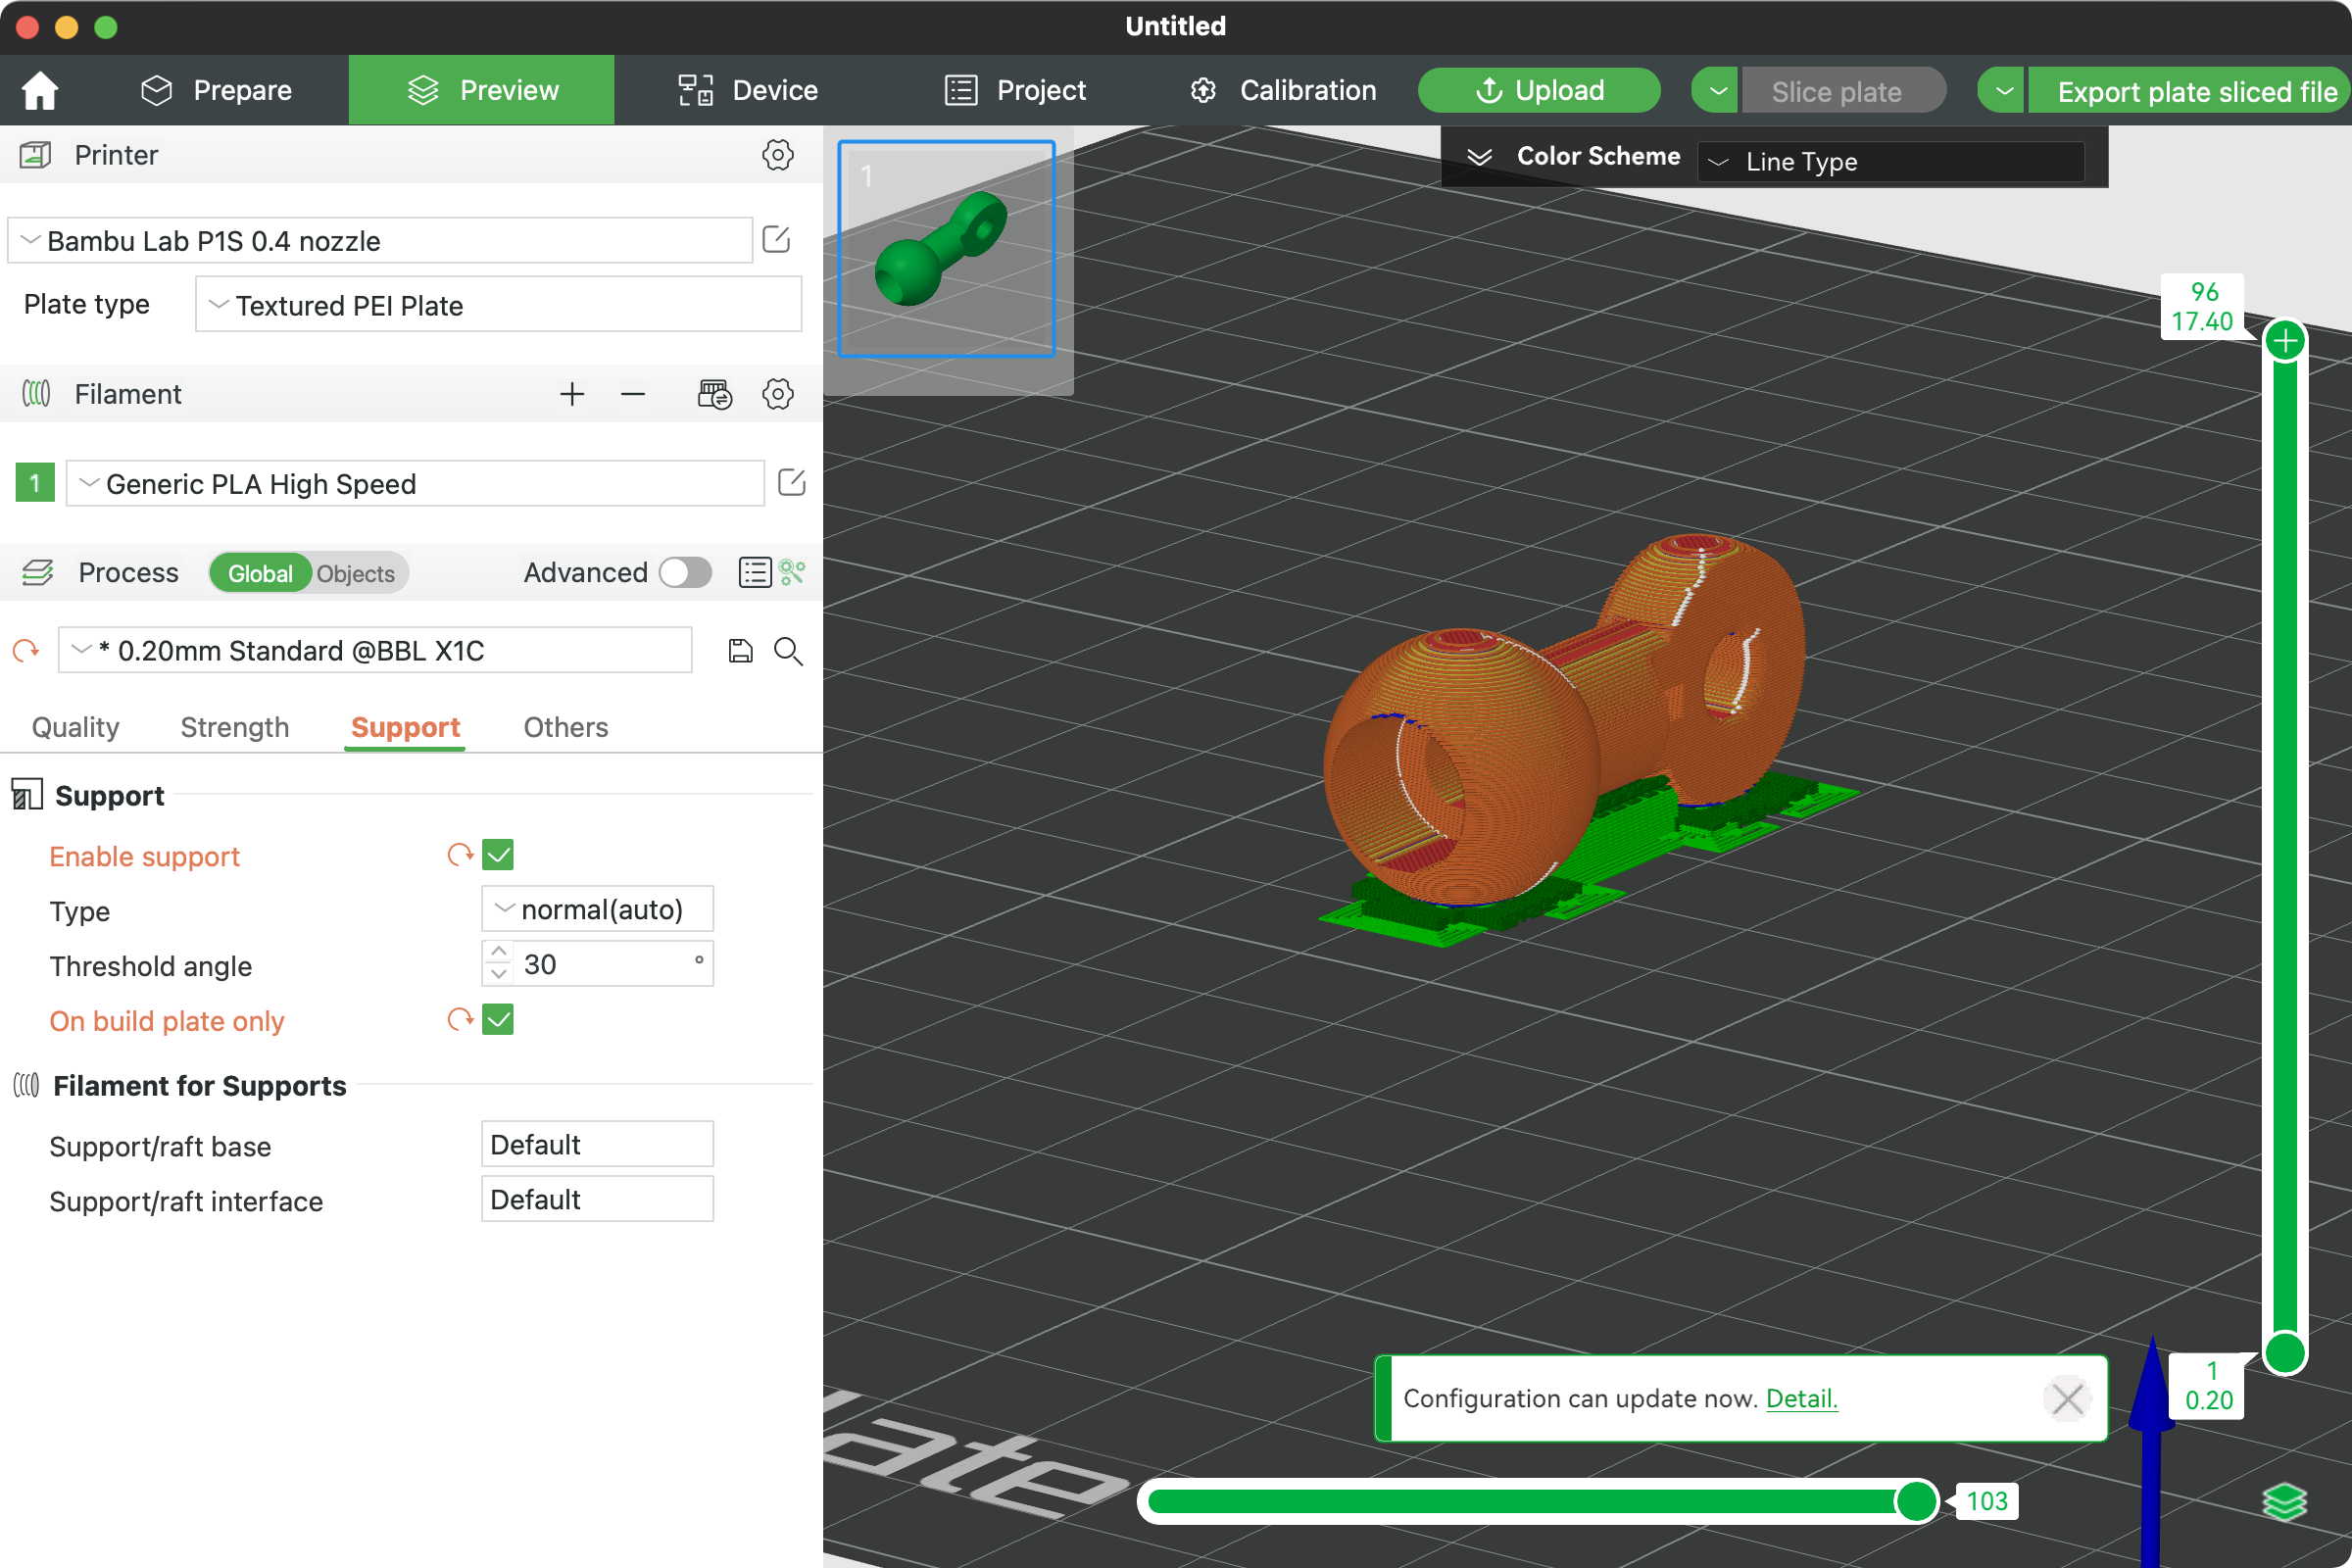 Untitled
Prepare
Preview
Device
Project
Calibration
Upload
Slice plate
Export plate sliced file
Printer
Bambu Lab P1S 0.4 nozzle
Plate type
Textured PEI Plate
Filament
1
Generic PLA High Speed
Process
Global
Objects
Advanced
* 0.20mm Standard @BBL X1C
Quality
Strength
Support
Others
Support
Enable support
Type
normal(auto)
Threshold angle
30 °
On build plate only
Filament for Supports
Support/raft base
Default
Support/raft interface
Default
1
Color Scheme
Line Type
96
17.40
1
0.20
Configuration can update now. Detail.
ate
103